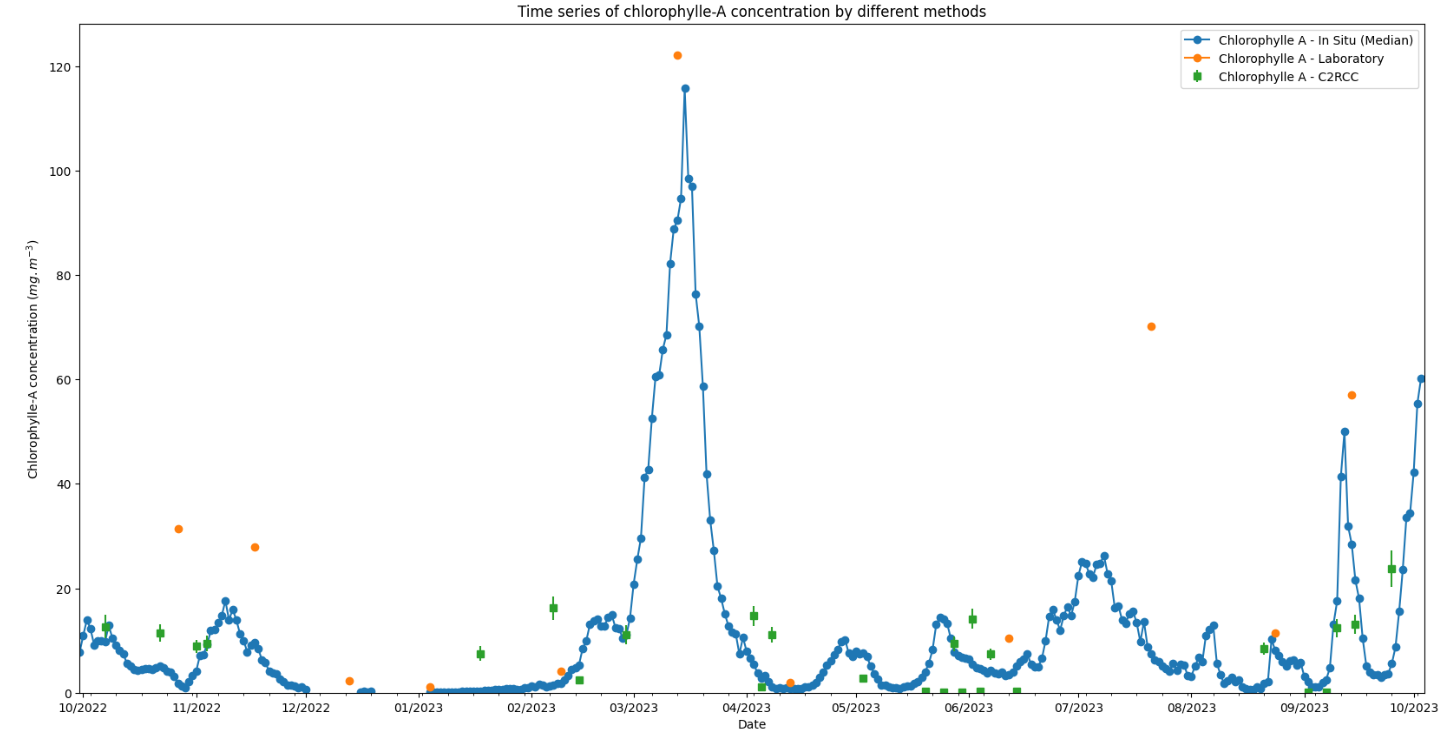 Time series of chlorophylle-A concentration by different methods
Chlorophylle A - In Situ (Median)
Chlorophylle A - Laboratory
Chlorophylle A - C2RCC
Chlorophylle-A concentration (mg.m⁻³)
120
100
80
60
40
20
0
10/2022 11/2022 12/2022 01/2023 02/2023 03/2023 04/2023 05/2023 06/2023 07/2023 08/2023 09/2023 10/2023
Date